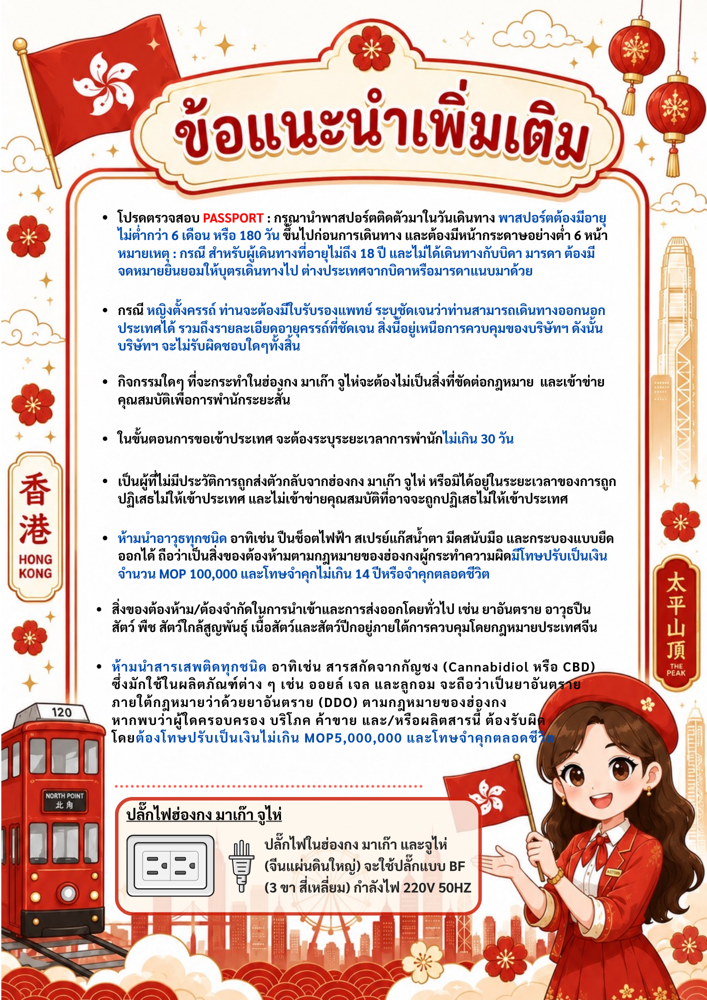 ข้อแนะนำเพิ่มเติม
• โปรดตรวจสอบ PASSPORT : กรุณานำพาสปอร์ตติดตัวมาในวันเดินทาง พาสปอร์ตต้องมีอายุ
ไม่ต่ำกว่า 6 เดือน หรือ 180 วัน ขึ้นไปก่อนการเดินทาง และต้องมีหน้ากระดาษอย่างต่ำ 6 หน้า
หมายเหตุ : กรณี สำหรับผู้เดินทางที่อายุไม่ถึง 18 ปี และไม่ได้เดินทางกับบิดา มารดา ต้องมี
จดหมายยินยอมให้บุตรเดินทางไป ต่างประเทศจากบิดาหรือมารดาแนบมาด้วย
• กรณี หญิงตั้งครรถ์ ท่านจะต้องมีใบรับรองแพทย์ ระบุชัดเจนว่าท่านสามารถเดินทางออกนอก
ประเทศได้ รวมถึงรายละเอียดอายุครรถ์ที่ชัดเจน สิ่งนี้อยู่เหนือการควบคุมของบริษัทฯ ดังนั้น
บริษัทฯ จะไม่รับผิดชอบใดๆทั้งสิ้น
• กิจกรรมใดๆ ที่จะกระทำในฮ่องกง มาเก๊า จูไห่จะต้องไม่เป็นสิ่งที่ขัดต่อกฎหมาย และเข้าข่าย
คุณสมบัติเพื่อการพำนักระยะสั้น
• ในขั้นตอนการขอเข้าประเทศ จะต้องระบุระยะเวลาการพำนักไม่เกิน 30 วัน
• เป็นผู้ที่ไม่มีประวัติการถูกส่งตัวกลับจากฮ่องกง มาเก๊า จูไห่ หรือมิได้อยู่ในระยะเวลาของการถูก
ปฏิเสธไม่ให้เข้าประเทศ และไม่เข้าข่ายคุณสมบัติที่อาจจะถูกปฏิเสธไม่ให้เข้าประเทศ
• ห้ามนำอาวุธทุกชนิด อาทิเช่น ปืนช็อตไฟฟ้า สเปรย์แก๊สน้ำตา มีดสนับมือ และกระบองแบบยืด
ออกได้ ถือว่าเป็นสิ่งของต้องห้ามตามกฎหมายของฮ่องกงผู้กระทำความผิดมีโทษปรับเป็นเงิน
จำนวน MOP 100,000 และโทษจำคุกไม่เกิน 14 ปีหรือจำคุกตลอดชีวิต
• สิ่งของต้องห้าม/ต้องจำกัดในการนำเข้าและการส่งออกโดยทั่วไป เช่น ยาอันตราย อาวุธปืน
สัตว์ พืช สัตว์ใกล้สูญพันธุ์ เนื้อสัตว์และสัตว์ปีกอยู่ภายใต้การควบคุมโดยกฎหมายประเทศจีน
• ห้ามนำสารเสพติดทุกชนิด อาทิเช่น สารสกัดจากกัญชง (Cannabidiol หรือ CBD)
ซึ่งมักใช้ในผลิตภัณฑ์ต่าง ๆ เช่น ออยล์ เจล และลูกอม จะถือว่าเป็นยาอันตราย
ภายใต้กฎหมายว่าด้วยยาอันตราย (DDO) ตามกฎหมายของฮ่องกง
หากพบว่าผู้ใดครอบครอง บริโภค ค้าขาย และ/หรือผลิตสารนี้ ต้องรับผิด
โดยต้องโทษปรับเป็นเงินไม่เกิน MOP5,000,000 และโทษจำคุกตลอดชีวิต
香港
HONG
KONG
太平山頂
THE
PEAK
120
NORTH POINT
北角
ปลั๊กไฟฮ่องกง มาเก๊า จูไห่
ปลั๊กไฟในฮ่องกง มาเก๊า และจูไห่
(จีนแผ่นดินใหญ่) จะใช้ปลั๊กแบบ BF
(3 ขา สี่เหลี่ยม) กำลังไฟ 220V 50HZ